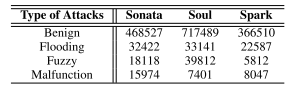 Type of Attacks Sonata Soul Spark
Benign 468527 717489 366510
Flooding 32422 33141 22587
Fuzzy 18118 39812 5812
Malfunction 15974 7401 8047